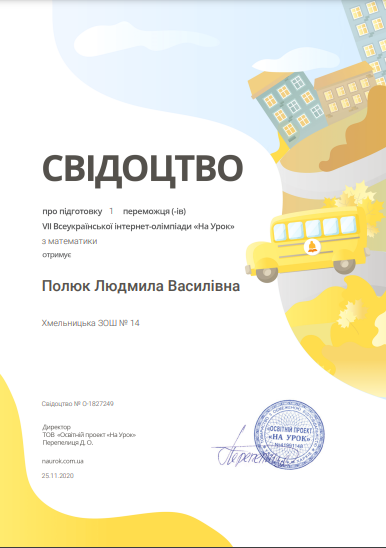 СВІДОЦТВО
про підготовку 1 переможця (-ів)
VII Всеукраїнської інтернет-олімпіади «На Урок»
з математики
отримує
Полюк Людмила Василівна
Хмельницька ЗОШ № 14
Свідоцтво № О-1827249
Директор
ТОВ «Освітній проект «На Урок»
Перепелиця Д. О.
naurok.com.ua
25.11.2020
«ОСВІТНІЙ ПРОЕКТ
«НА УРОК»